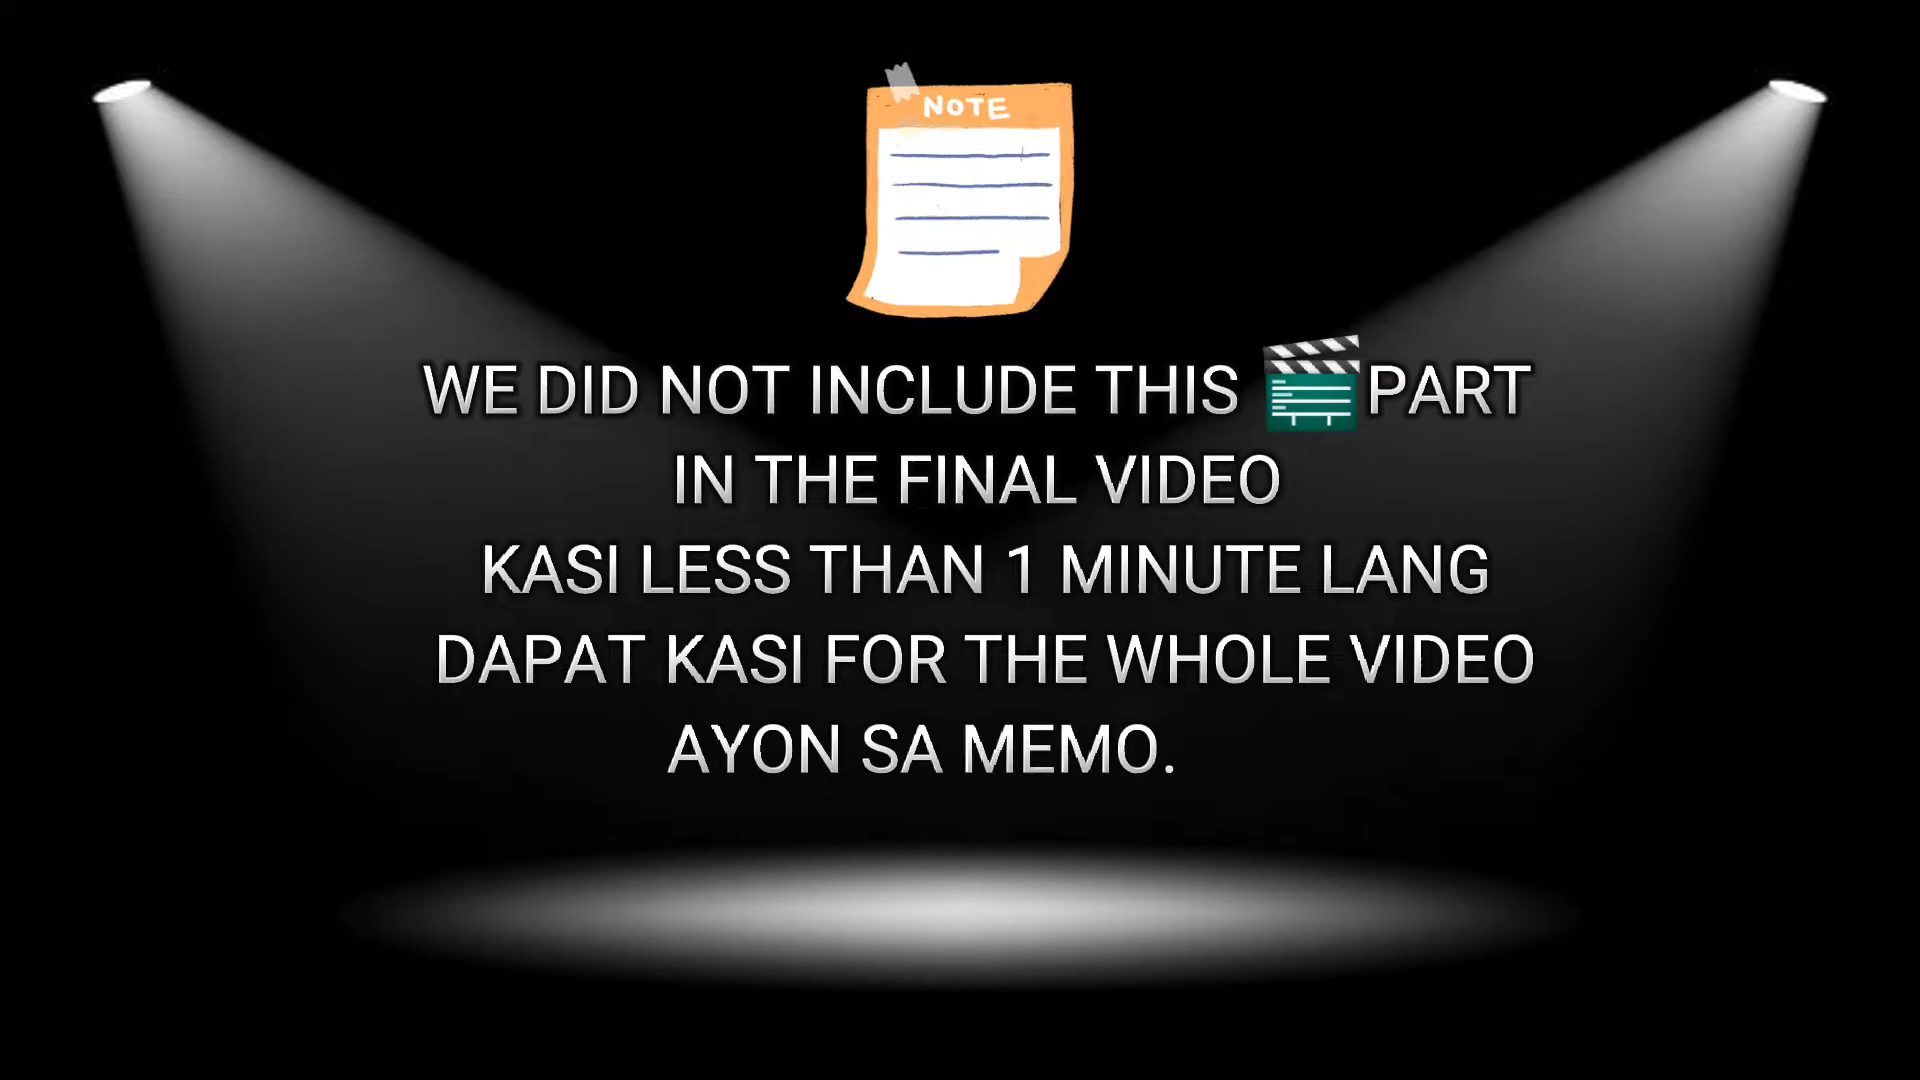 NOTE
WE DID NOT INCLUDE THIS 🎬PART
IN THE FINAL VIDEO
KASI LESS THAN 1 MINUTE LANG
DAPAT KASI FOR THE WHOLE VIDEO
AYON SA MEMO.